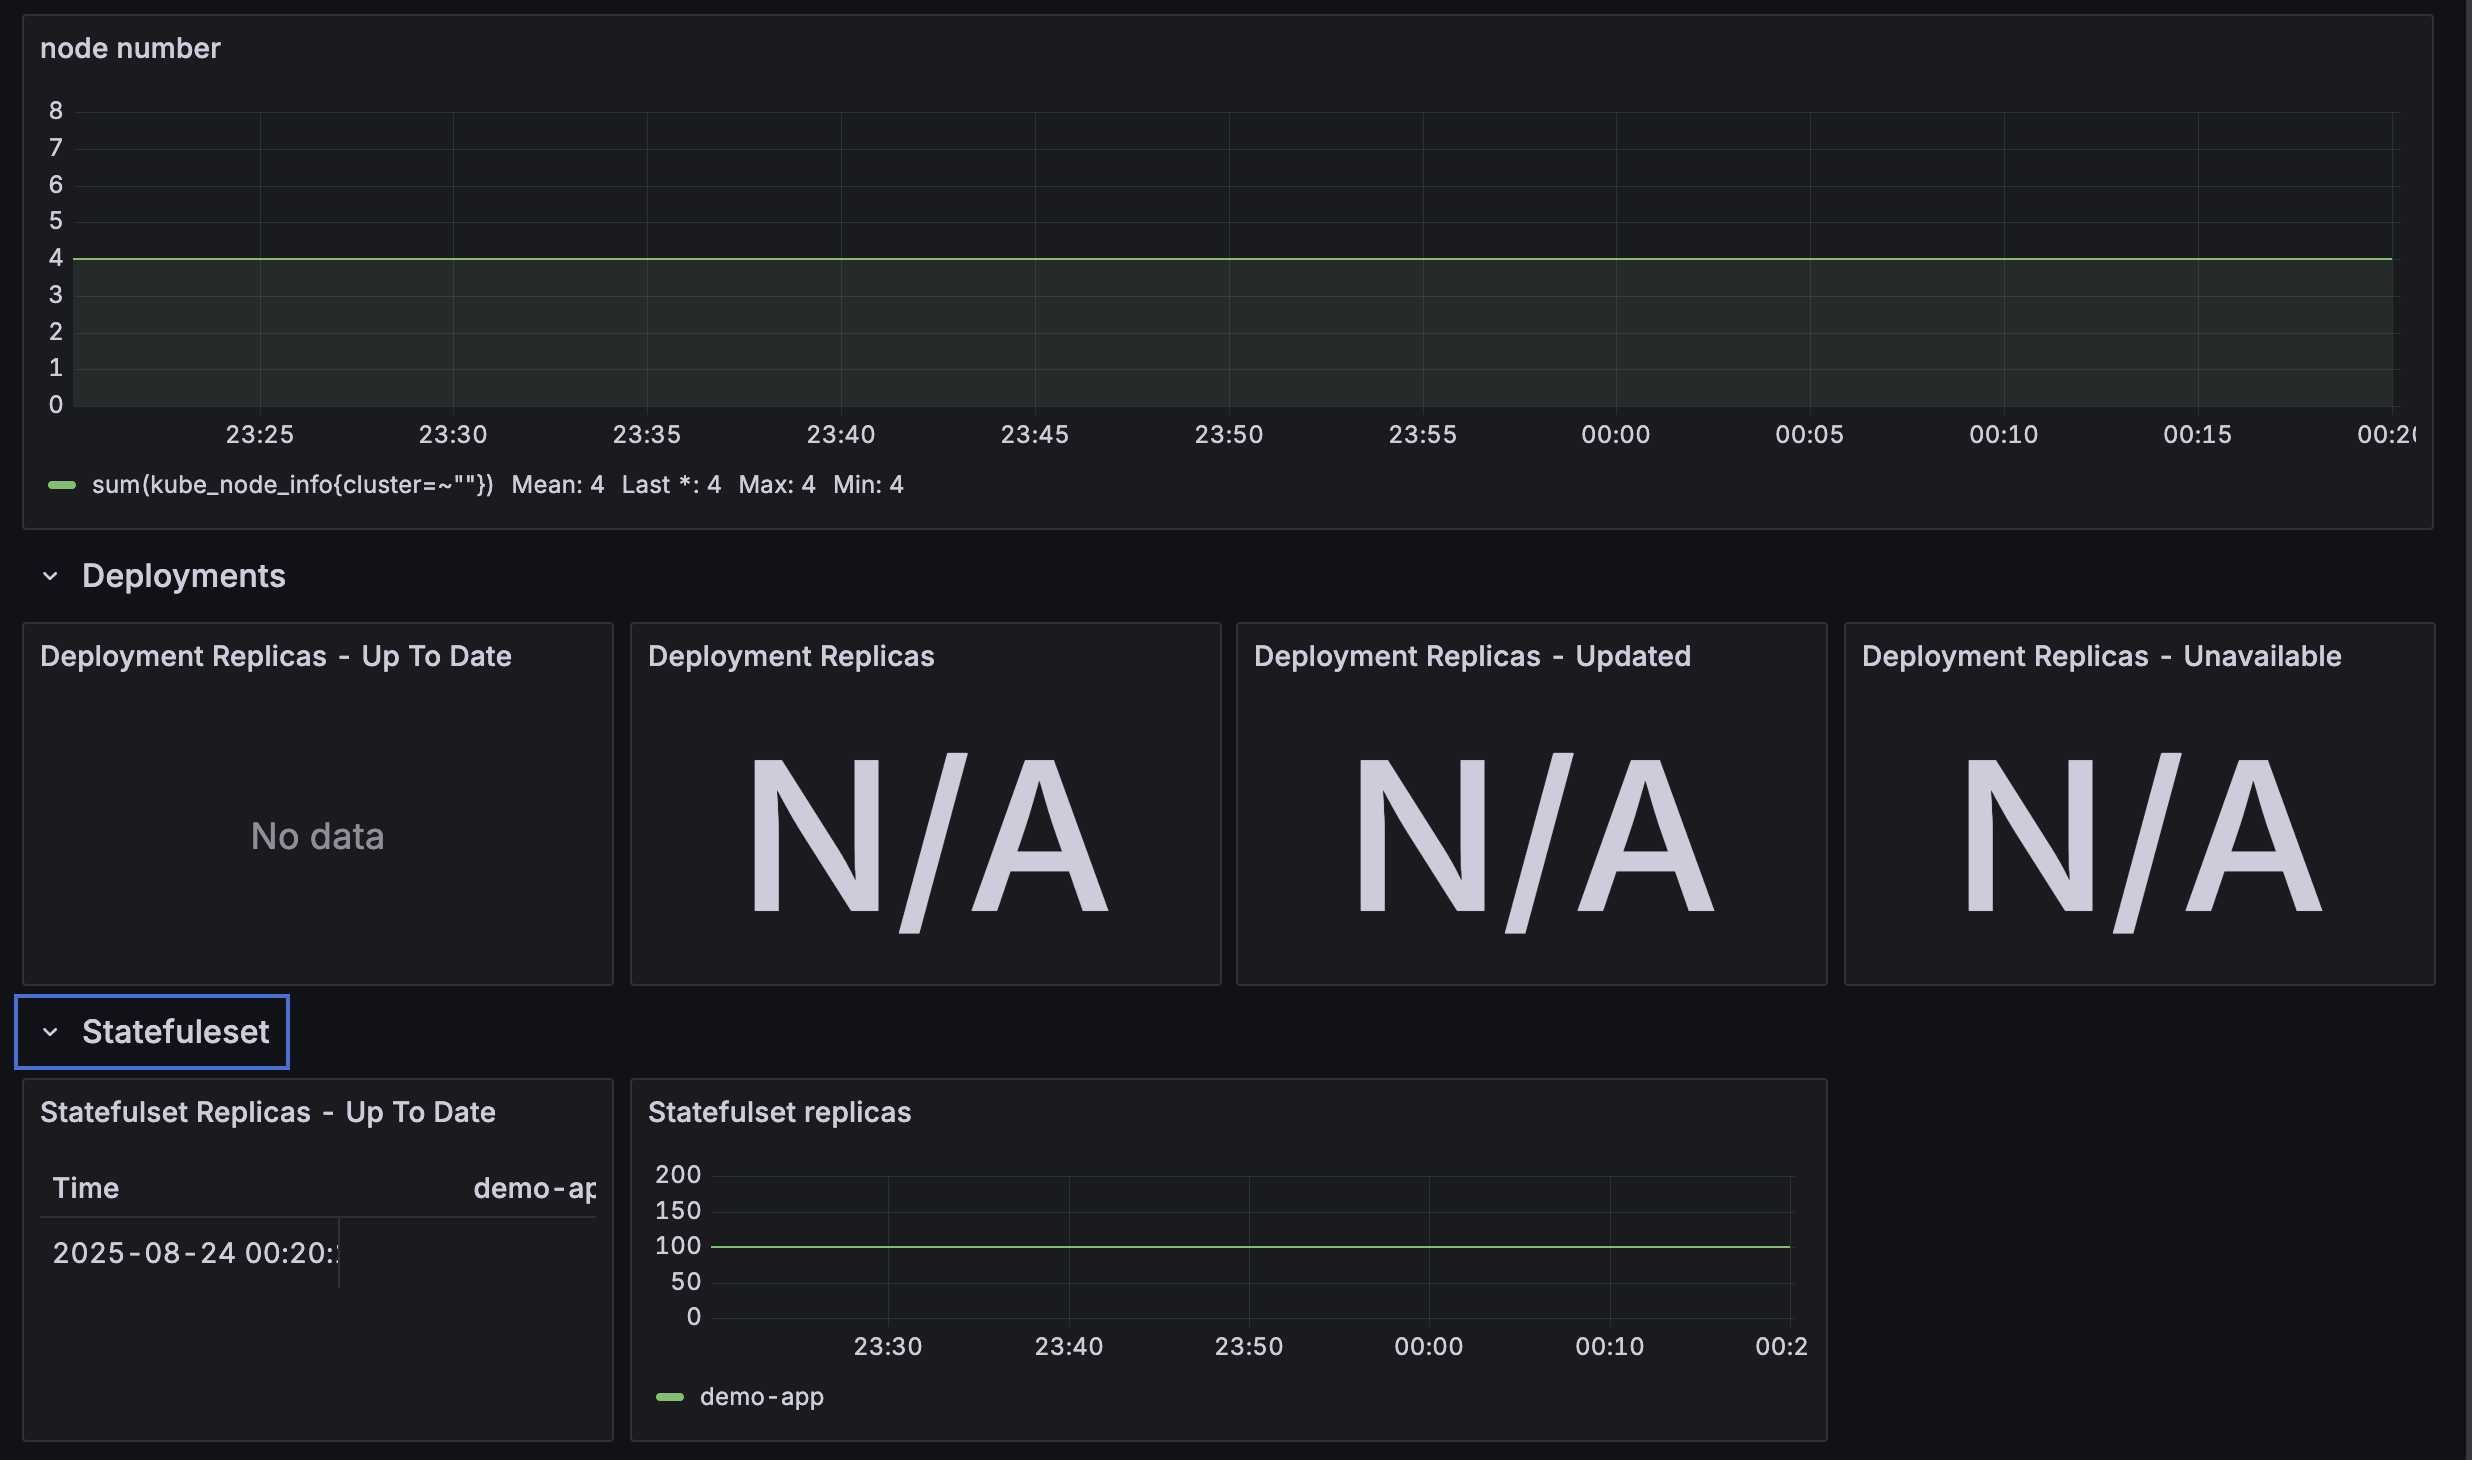 node number
8
7
6
5
4
3
2
1
0
23:25 23:30 23:35 23:40 23:45 23:50 23:55 00:00 00:05 00:10 00:15 00:20
sum(kube_node_info{cluster=~""}) Mean: 4 Last *: 4 Max: 4 Min: 4
Deployments
Deployment Replicas - Up To Date
No data
Deployment Replicas
N/A
Deployment Replicas - Updated
N/A
Deployment Replicas - Unavailable
N/A
Statefuleset
Statefulset Replicas - Up To Date
Time demo-ap
2025-08-24 00:20:
Statefulset replicas
200
150
100
50
0
23:30 23:40 23:50 00:00 00:10 00:2
demo-app